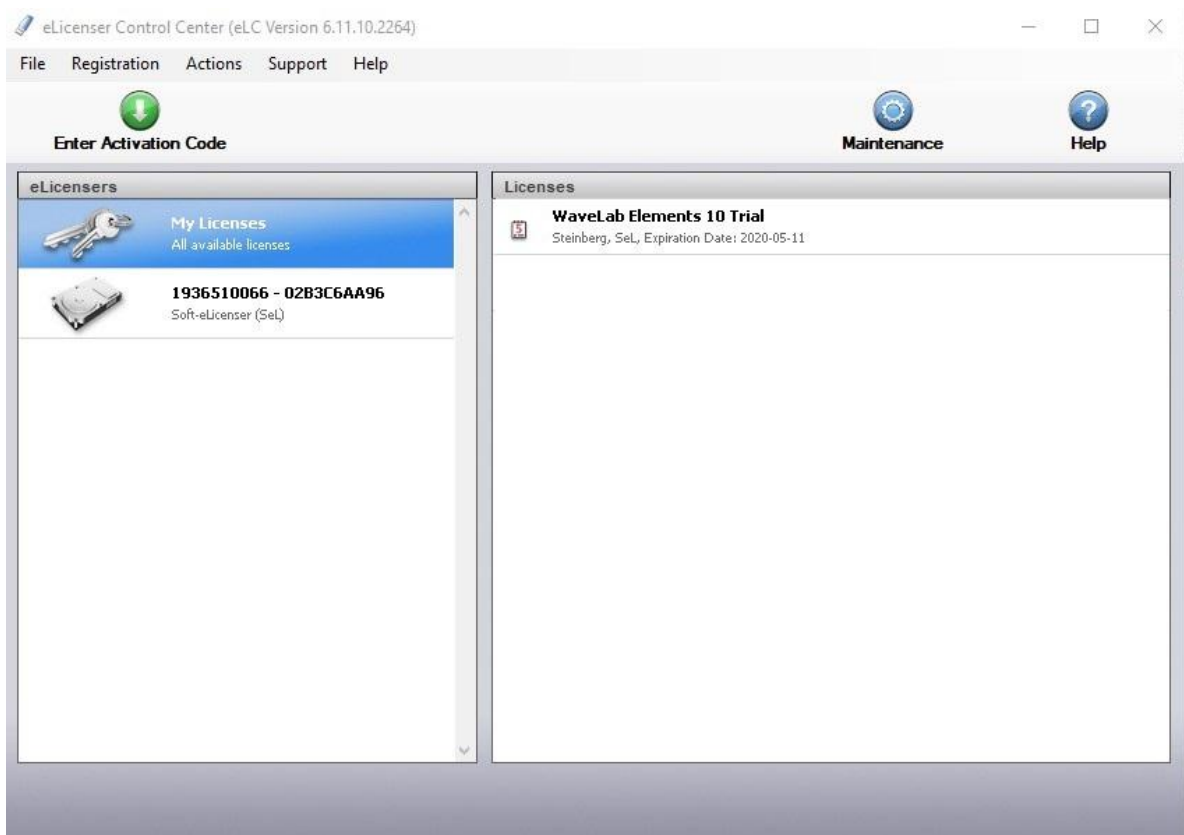 eLicenser Control Center (eLC Version 6.11.10.2264)
File Registration Actions Support Help
Enter Activation Code
Maintenance
Help
eLicensers
My Licenses
All available licenses
1936510066 - 02B3C6AA96
Soft-eLicenser (SeL)
Licenses
WaveLab Elements 10 Trial
Steinberg, SeL, Expiration Date: 2020-05-11